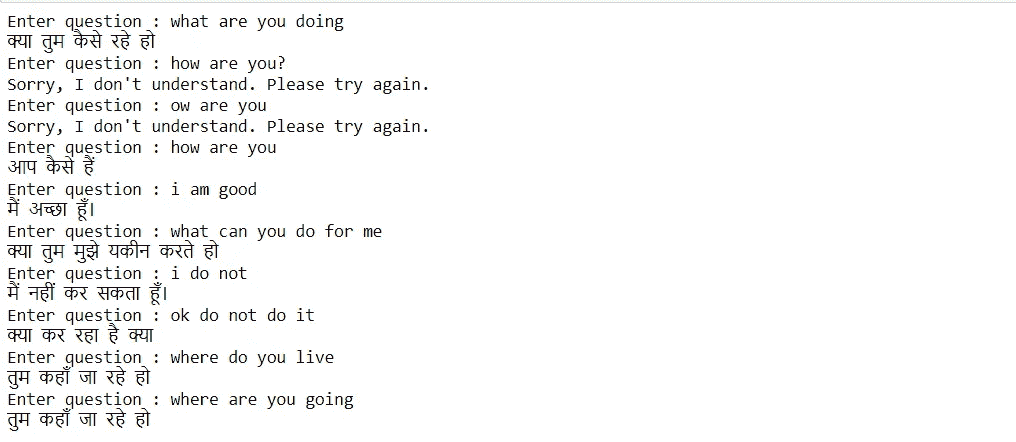 Enter question : what are you doing
क्या तुम कैसे रहे हो
Enter question : how are you?
Sorry, I don't understand. Please try again.
Enter question : ow are you
Sorry, I don't understand. Please try again.
Enter question : how are you
आप कैसे हैं
Enter question : i am good
मैं अच्छा हूँ।
Enter question : what can you do for me
क्या तुम मुझे यकीन करते हो
Enter question : i do not
मैं नहीं कर सकता हूँ।
Enter question : ok do not do it
क्या कर रहा है क्या
Enter question : where do you live
तुम कहाँ जा रहे हो
Enter question : where are you going
तुम कहाँ जा रहे हो